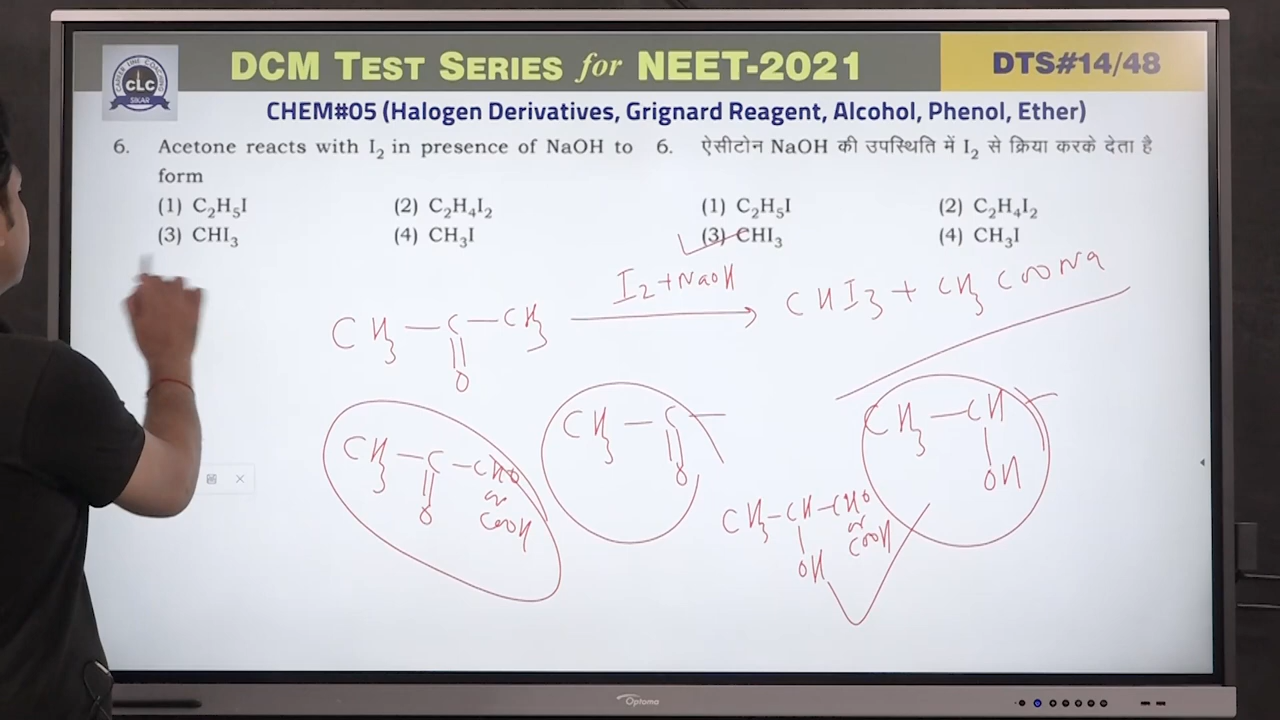 CAREER LINE COACHING
CLC
SIKAR
DCM TEST SERIES for NEET-2021
DTS#14/48
CHEM#05 (Halogen Derivatives, Grignard Reagent, Alcohol, Phenol, Ether)
6. Acetone reacts with I₂ in presence of NaOH to form
(1) C₂H₅I (2) C₂H₄I₂
(3) CHI₃ (4) CH₃I
6. ऐसीटोन NaOH की उपस्थिति में I₂ से क्रिया करके देता है
(1) C₂H₅I (2) C₂H₄I₂
(3) CHI₃ (4) CH₃I
CH₃—C—CH₃ I₂+NaOH CHI₃ + CH₃COONa
||
O
CH₃—C—CHO
||
O
or
COOH
CH₃—C—
||
O
CH₃-CH-CHO
|
OH
or
COOH
CH₃—CH—
|
OH
Optoma